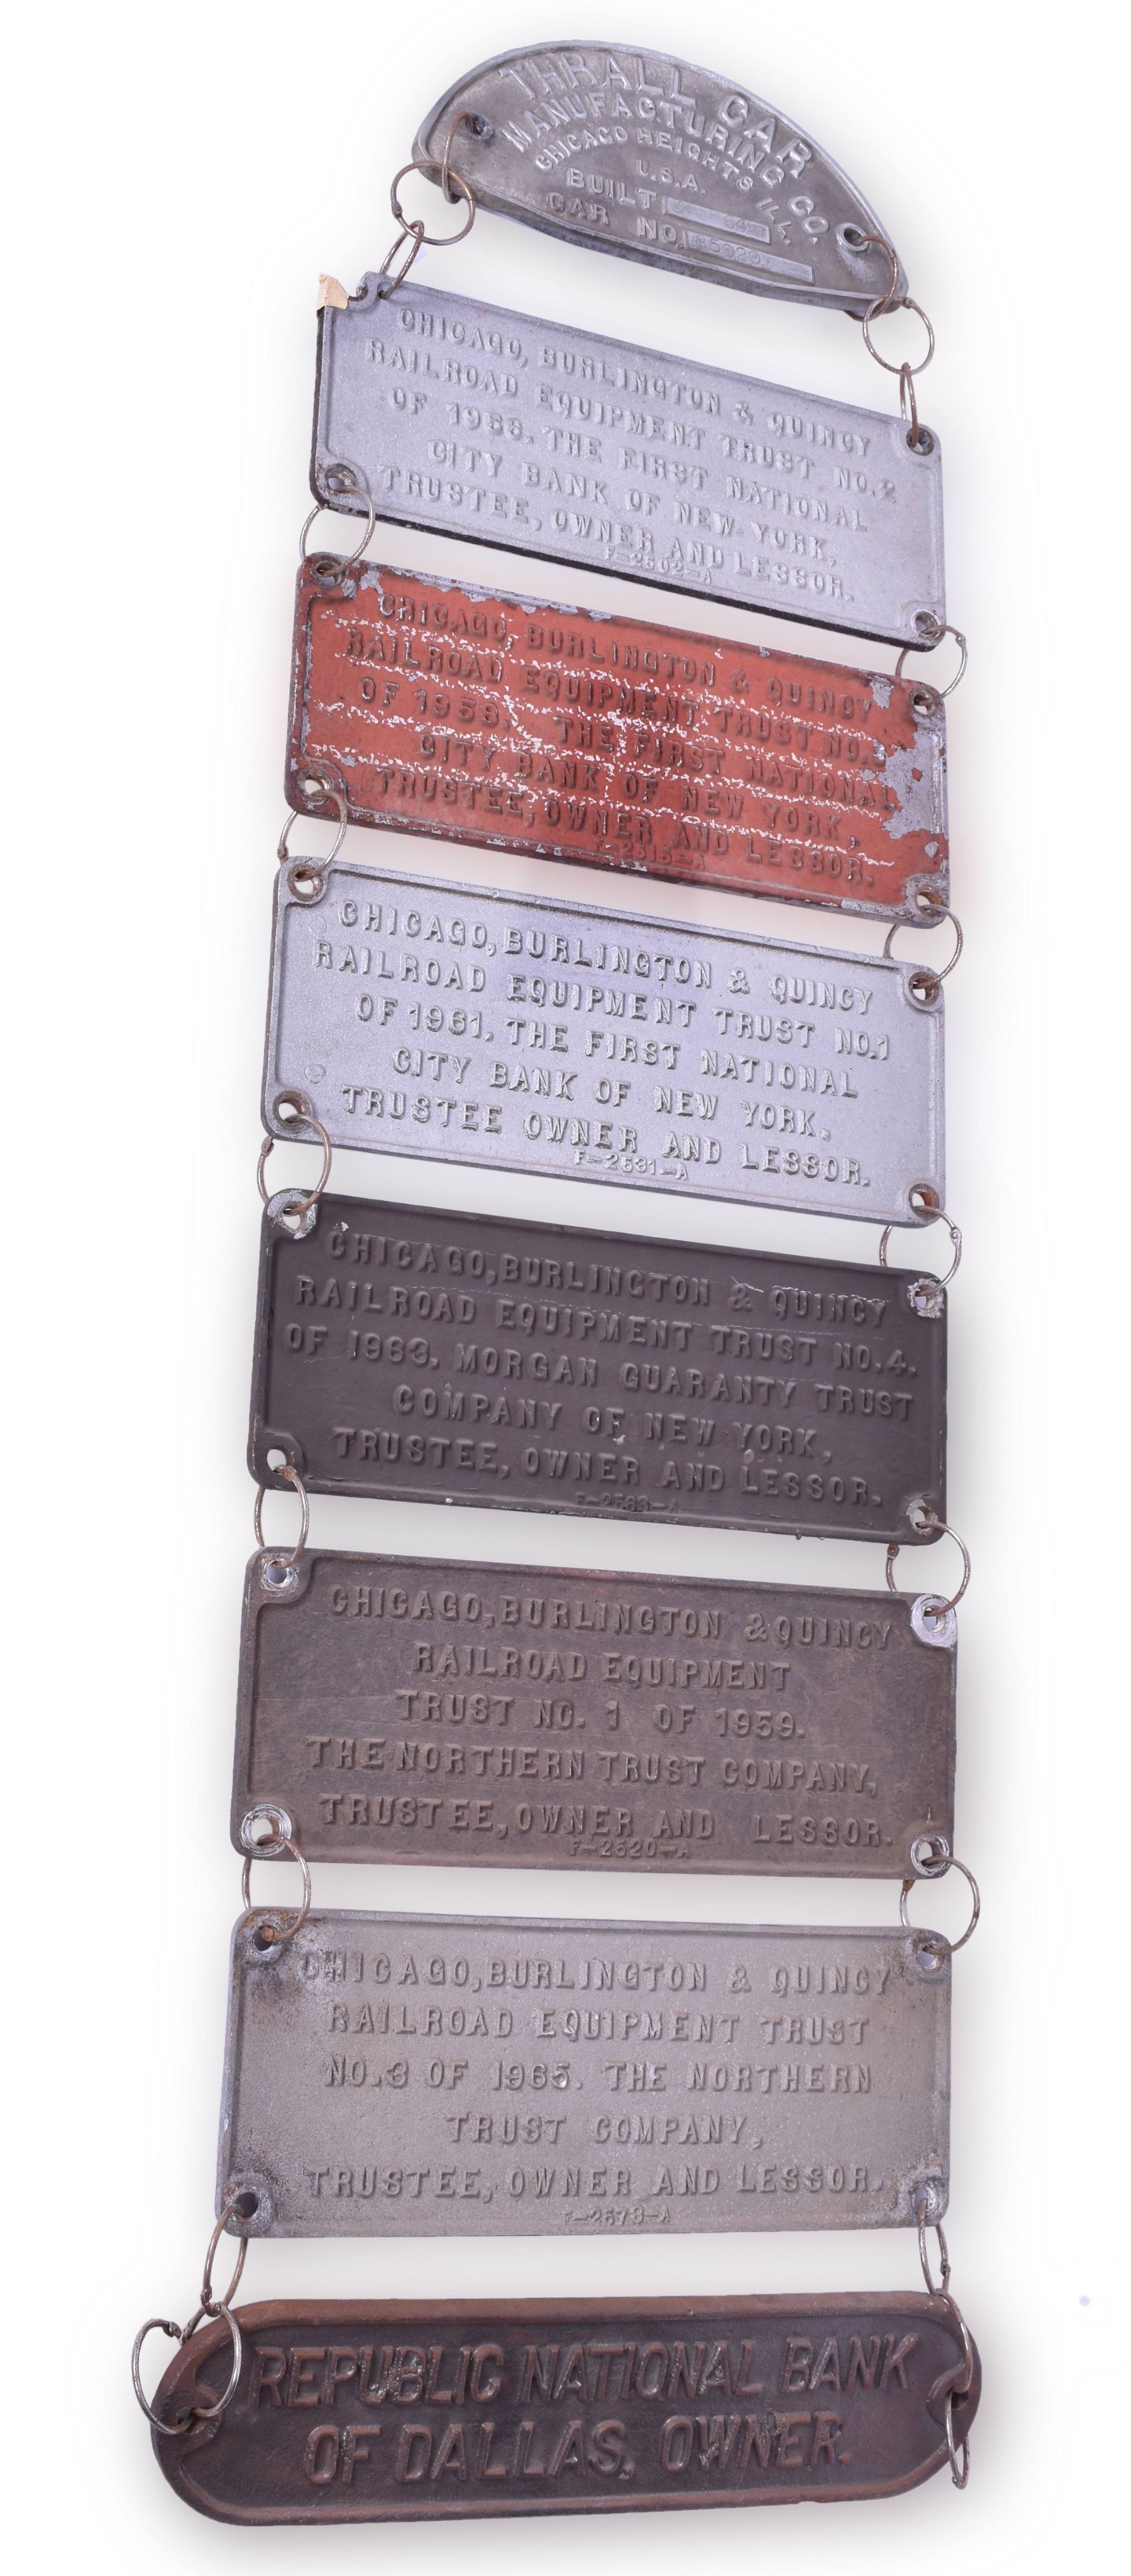 THRALL CAR
MANUFACTURING CO.
CHICAGO HEIGHTS ILL.
U.S.A.
BUILT
CAR NO.
CHICAGO, BURLINGTON & QUINCY
RAILROAD EQUIPMENT TRUST NO.2
OF 1958. THE FIRST NATIONAL
CITY BANK OF NEW YORK,
TRUSTEE, OWNER AND LESSOR.
CHICAGO, BURLINGTON & QUINCY
RAILROAD EQUIPMENT TRUST NO.
OF 1959. THE FIRST NATIONAL
CITY BANK OF NEW YORK,
TRUSTEE, OWNER AND LESSOR.
CHICAGO, BURLINGTON & QUINCY
RAILROAD EQUIPMENT TRUST NO.1
OF 1961. THE FIRST NATIONAL
CITY BANK OF NEW YORK.
TRUSTEE OWNER AND LESSOR.
F-2531-A
CHICAGO, BURLINGTON & QUINCY
RAILROAD EQUIPMENT TRUST NO.4.
OF 1963. MORGAN GUARANTY TRUST
COMPANY OF NEW YORK,
TRUSTEE, OWNER AND LESSOR.
CHICAGO, BURLINGTON & QUINCY
RAILROAD EQUIPMENT
TRUST NO. 1 OF 1959.
THE NORTHERN TRUST COMPANY,
TRUSTEE, OWNER AND LESSOR.
F-2520-A
CHICAGO, BURLINGTON & QUINCY
RAILROAD EQUIPMENT TRUST
NO.3 OF 1965. THE NORTHERN
TRUST COMPANY,
TRUSTEE, OWNER AND LESSOR.
F-2573-A
REPUBLIC NATIONAL BANK
OF DALLAS, OWNER.